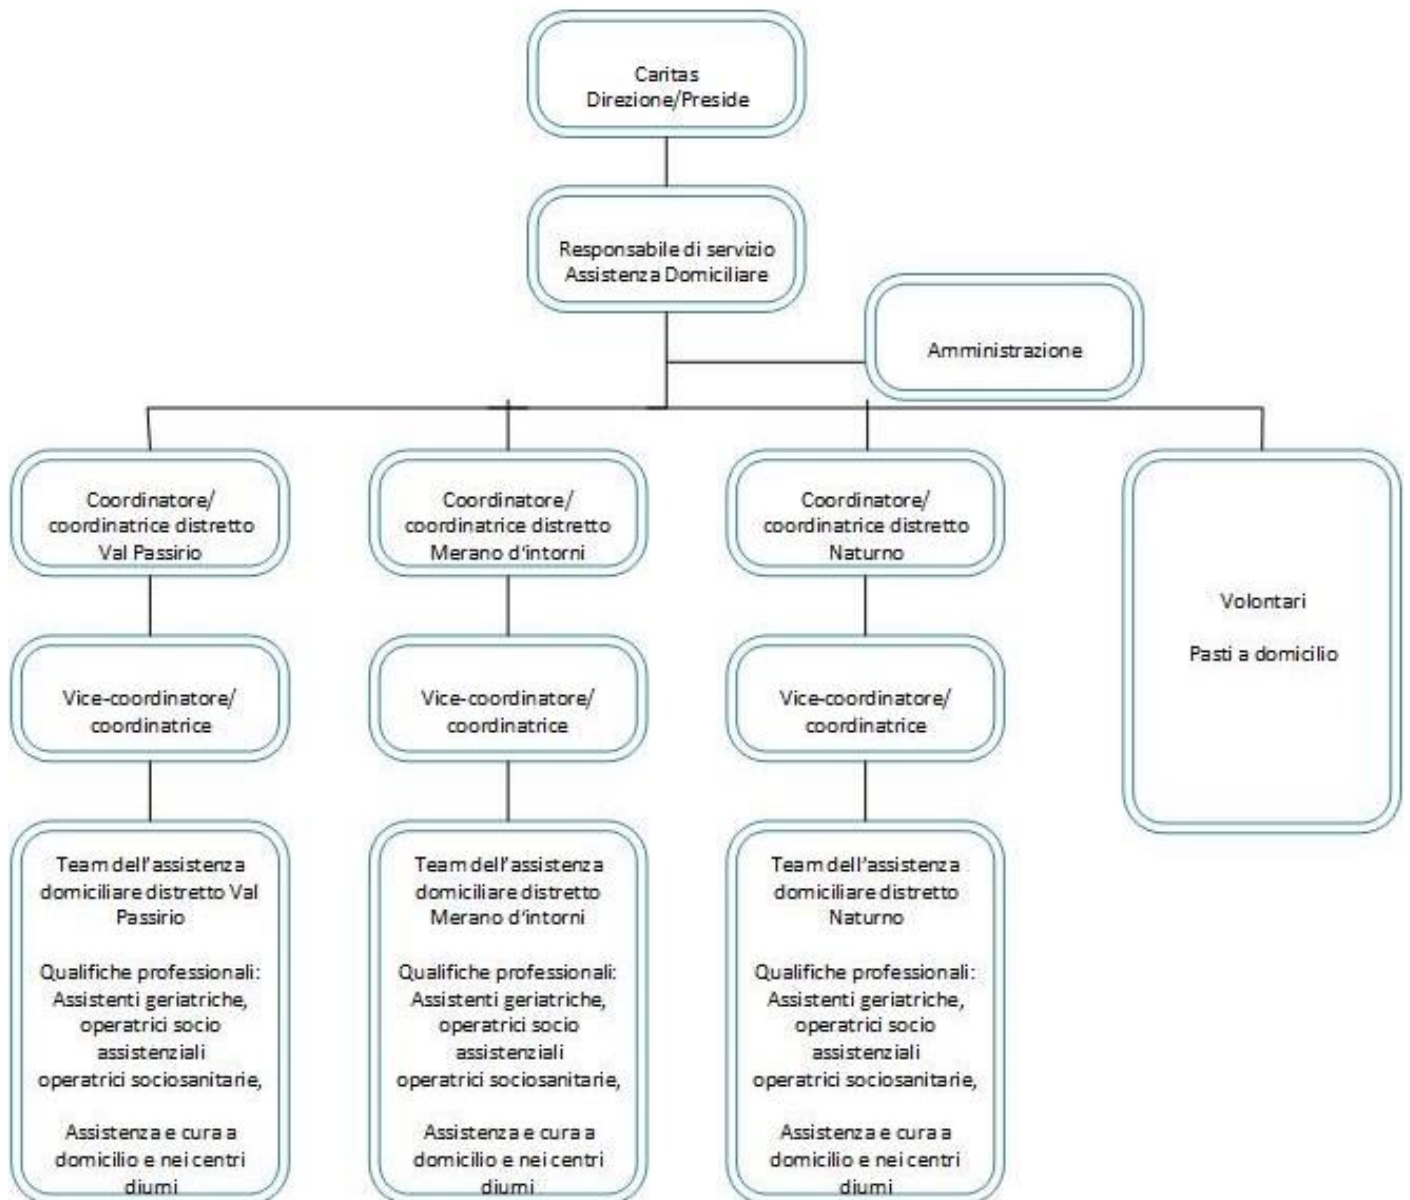 Caritas
Direzione/Preside
Responsabile di servizio
Assistenza Domiciliare
Amministrazione
Coordinatore/
coordinatrice distretto
Val Passirio
Coordinatore/
coordinatrice distretto
Merano d'intorni
Coordinatore/
coordinatrice distretto
Naturno
Volontari
Pasti a domicilio
Vice-coordinatore/
coordinatrice
Vice-coordinatore/
coordinatrice
Vice-coordinatore/
coordinatrice
Team dell'assistenza
domiciliare distretto Val
Passirio
Qualifiche professionali:
Assistenti geriatriche,
operatrici socio
assistenziali
operatrici sociosanitarie,
Assistenza e cura a
domicilio e nei centri
diurni
Team dell'assistenza
domiciliare distretto
Merano d'intorni
Qualifiche professionali:
Assistenti geriatriche,
operatrici socio
assistenziali
operatrici sociosanitarie,
Assistenza e cura a
domicilio e nei centri
diurni
Team dell'assistenza
domiciliare distretto
Naturno
Qualifiche professionali:
Assistenti geriatriche,
operatrici socio
assistenziali
operatrici sociosanitarie,
Assistenza e cura a
domicilio e nei centri
diurni